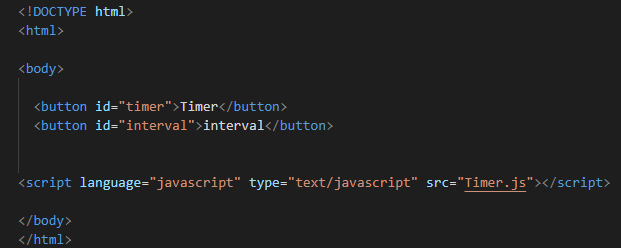 <!DOCTYPE html>
<html>
<body>
<button id="timer">Timer</button>
<button id="interval">interval</button>
<script language="javascript" type="text/javascript" src="Timer.js"></script>
</body>
</html>